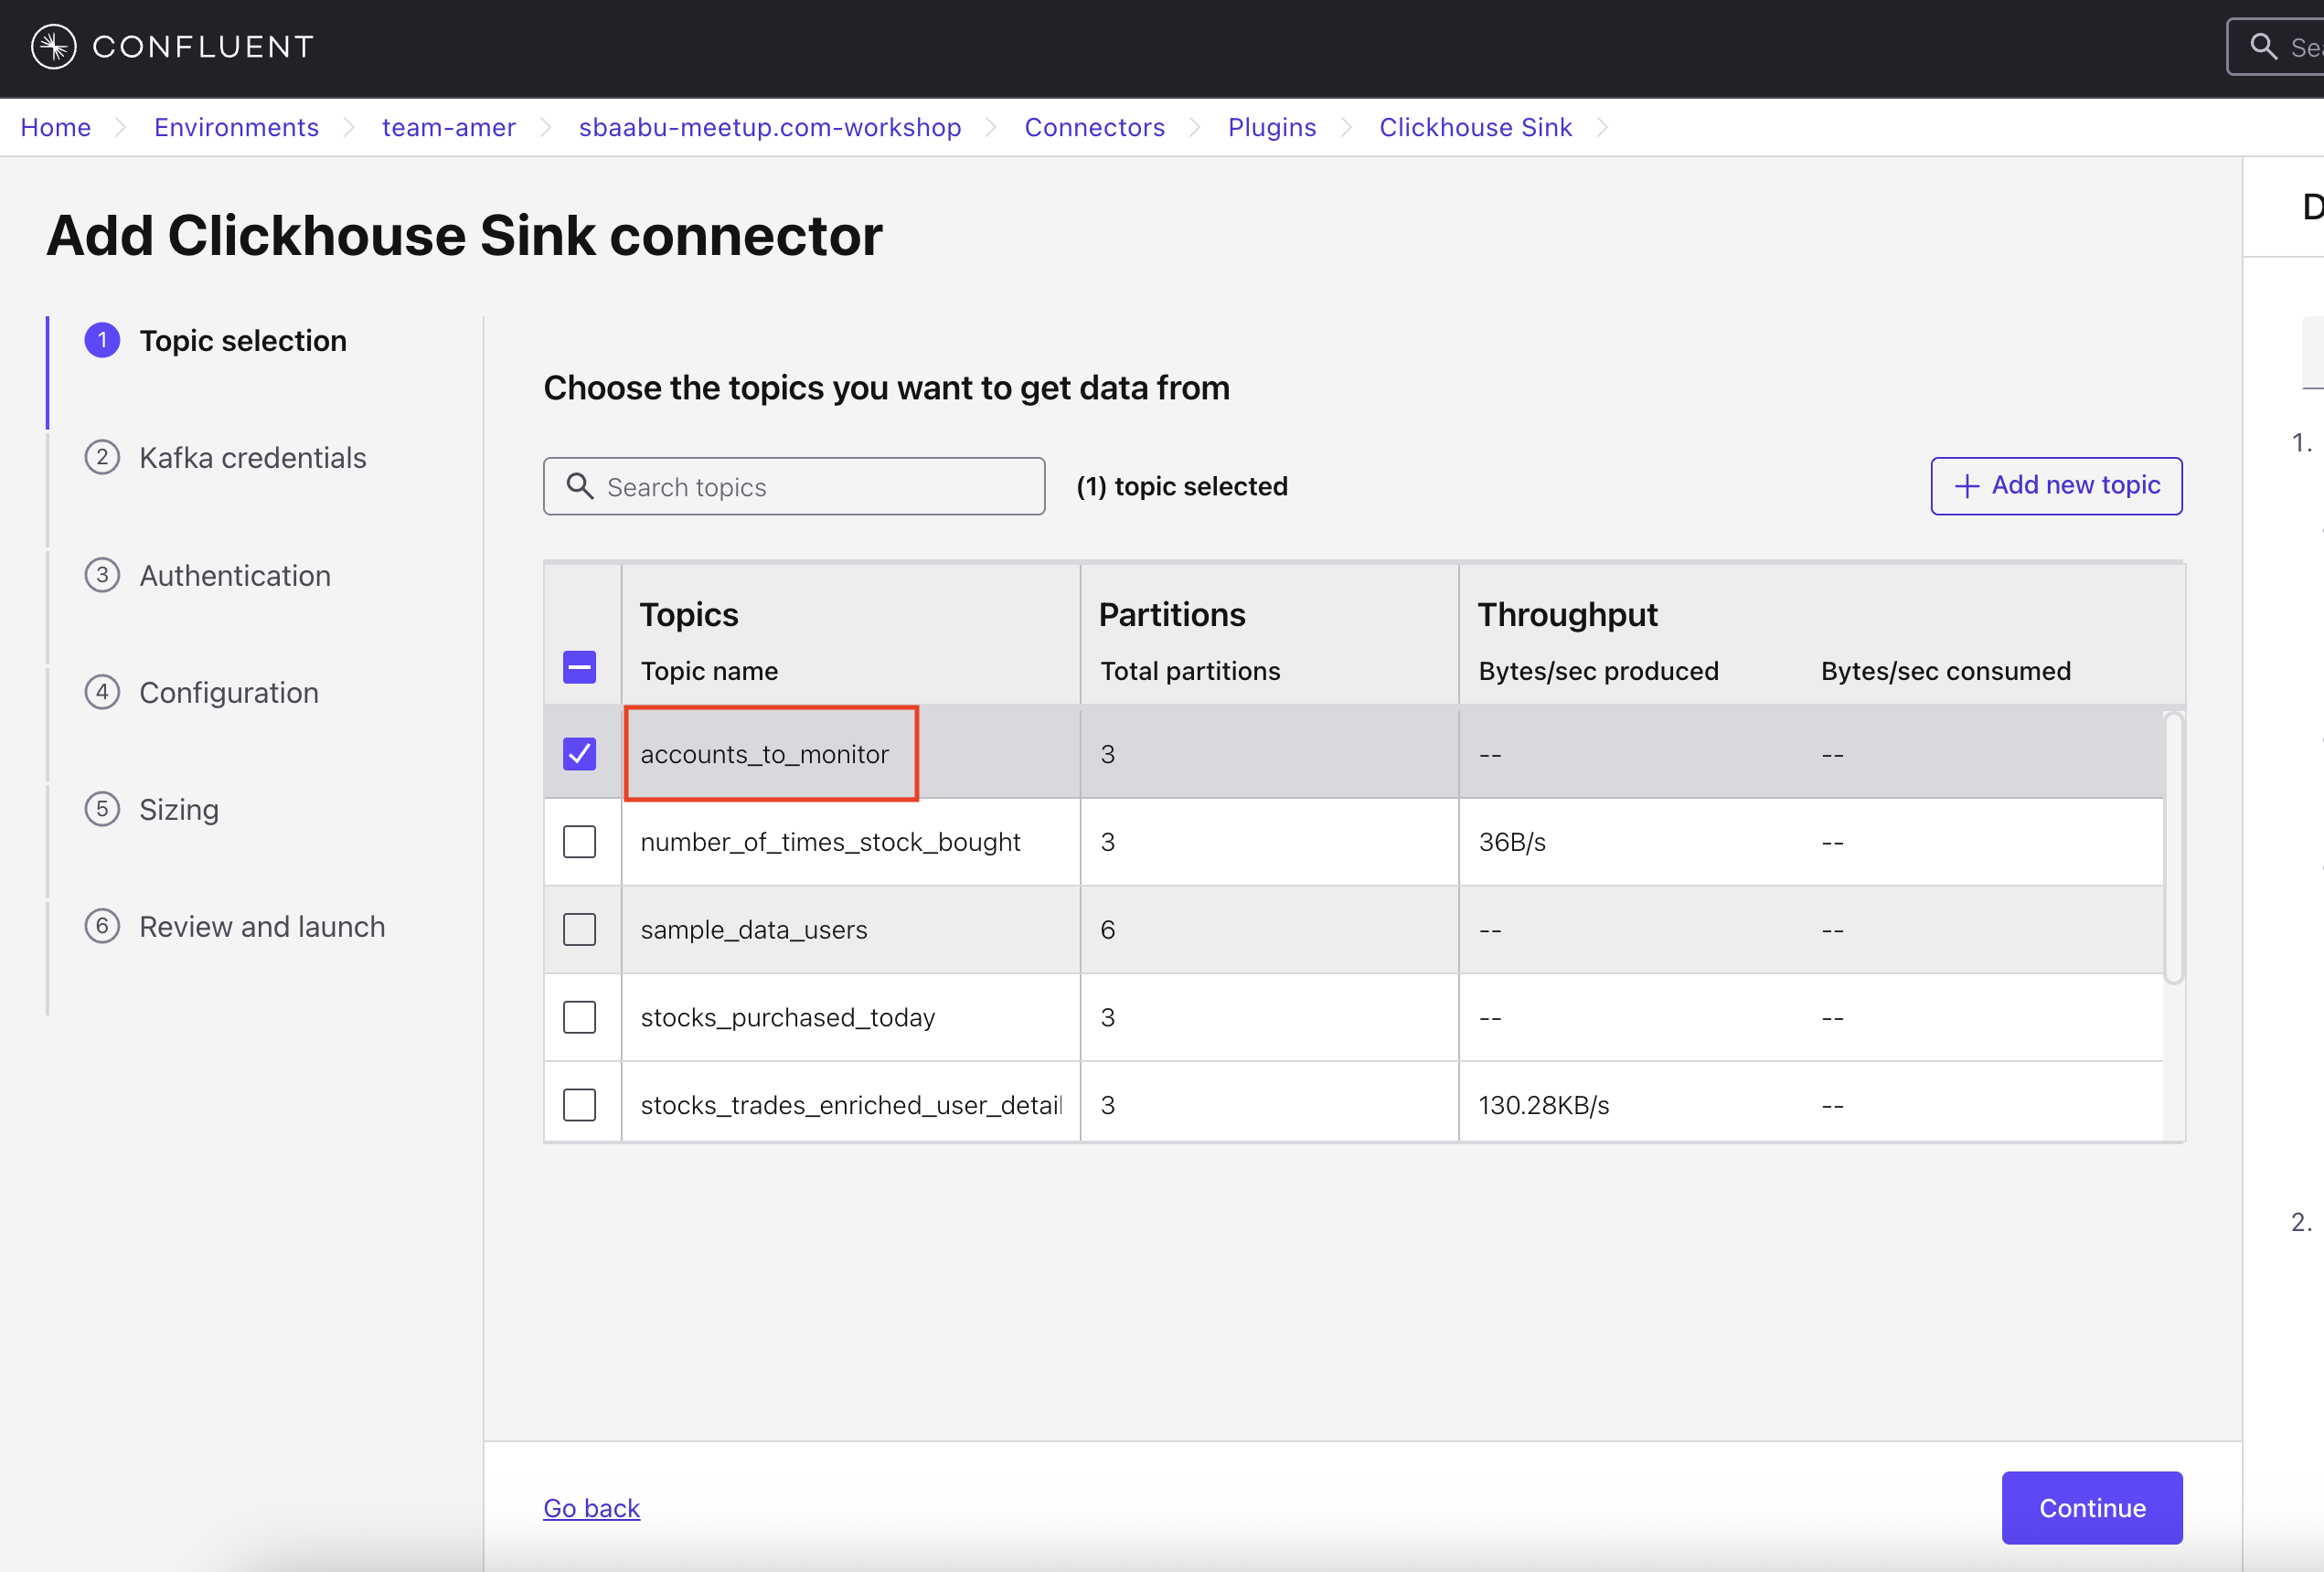 CONFLUENT
Home Environments team-amer sbaabu-meetup.com-workshop Connectors Plugins Clickhouse Sink
Add Clickhouse Sink connector
1 Topic selection
2 Kafka credentials
3 Authentication
4 Configuration
5 Sizing
6 Review and launch
Choose the topics you want to get data from
Search topics (1) topic selected + Add new topic
Topics Partitions Throughput
Topic name Total partitions Bytes/sec produced Bytes/sec consumed
accounts_to_monitor 3 -- --
number_of_times_stock_bought 3 36B/s --
sample_data_users 6 -- --
stocks_purchased_today 3 -- --
stocks_trades_enriched_user_detail 3 130.28KB/s --
Go back Continue
1.
2.